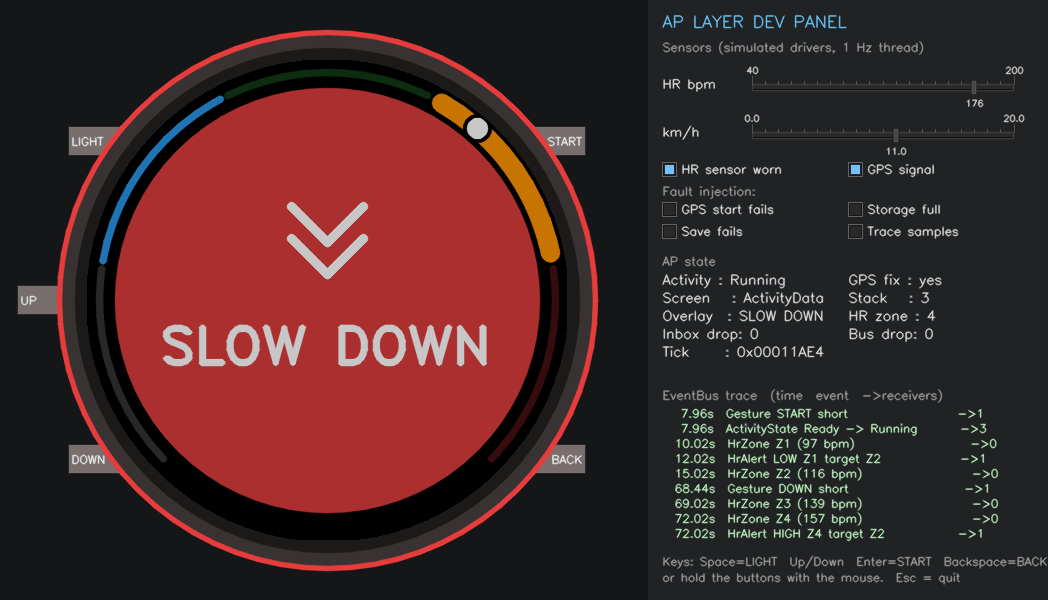 LIGHT
START
UP
DOWN
BACK
SLOW DOWN
AP LAYER DEV PANEL
Sensors (simulated drivers, 1 Hz thread)
40 200
HR bpm
176
0.0 20.0
km/h
11.0
HR sensor worn GPS signal
Fault injection:
GPS start fails Storage full
Save fails Trace samples
AP state
Activity : Running GPS fix : yes
Screen : ActivityData Stack : 3
Overlay : SLOW DOWN HR zone : 4
Inbox drop: 0 Bus drop: 0
Tick : 0x00011AE4
EventBus trace (time event ->receivers)
7.96s Gesture START short ->1
7.96s ActivityState Ready -> Running ->3
10.02s HrZone Z1 (97 bpm) ->0
12.02s HrAlert LOW Z1 target Z2 ->1
15.02s HrZone Z2 (116 bpm) ->0
68.44s Gesture DOWN short ->1
69.02s HrZone Z3 (139 bpm) ->0
72.02s HrZone Z4 (157 bpm) ->0
72.02s HrAlert HIGH Z4 target Z2 ->1
Keys: Space=LIGHT Up/Down Enter=START Backspace=BACK
or hold the buttons with the mouse. Esc = quit